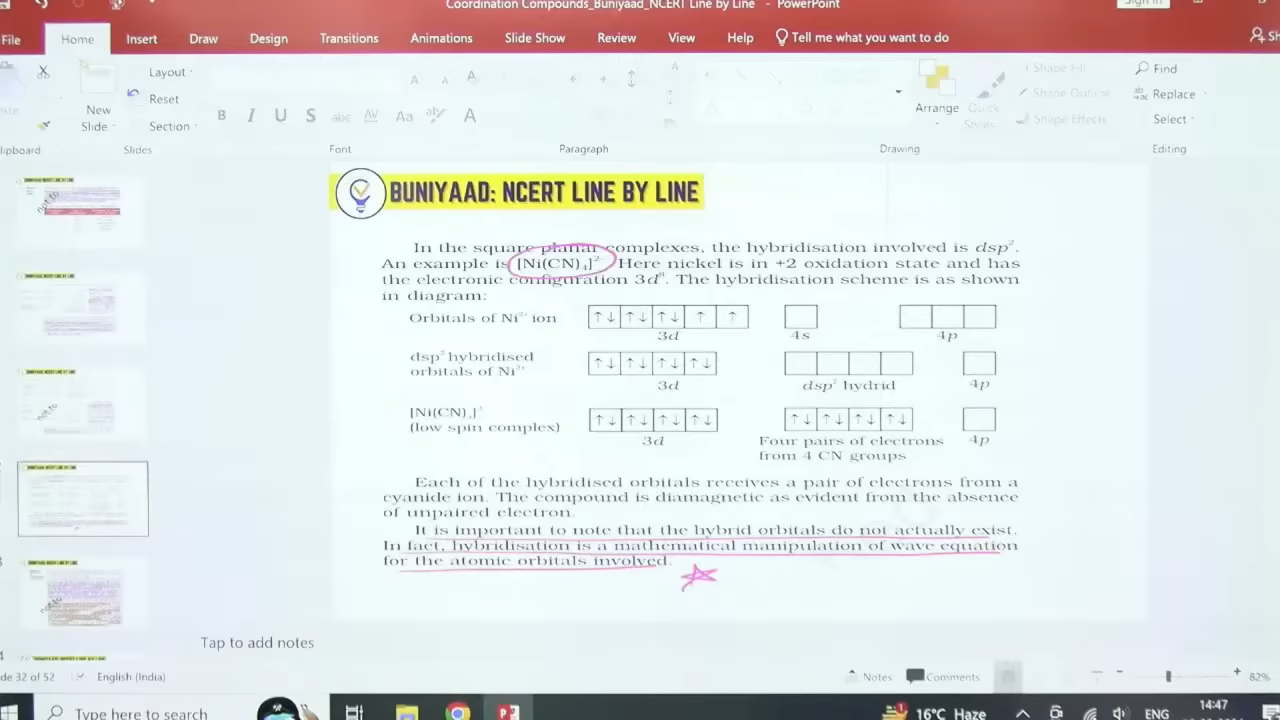 Coordination Compounds_Buniyaad_NCERT Line by Line - PowerPoint
Sign in
File Home Insert Draw Design Transitions Animations Slide Show Review View Help Tell me what you want to do
New Slide
Layout
Reset
Section
B I U S abc AV Aa A
Arrange
Quick Styles
Shape Fill
Shape Outline
Shape Effects
Find
Replace
Select
Slides Font Paragraph Drawing Editing
BUNIYAAD: NCERT LINE BY LINE
In the square planar complexes, the hybridisation involved is dsp².
An example is [Ni(CN)₄]²⁻. Here nickel is in +2 oxidation state and has
the electronic configuration 3d⁸. The hybridisation scheme is as shown
in diagram:
Orbitals of Ni²⁺ ion ↑↓ ↑↓ ↑↓ ↑ ↑
3d 4s 4p
dsp² hybridised
orbitals of Ni²⁺ ↑↓ ↑↓ ↑↓ ↑↓
3d dsp² hydrid 4p
[Ni(CN)₄]²⁻
(low spin complex) ↑↓ ↑↓ ↑↓ ↑↓ ↑↓ ↑↓ ↑↓ ↑↓
3d Four pairs of electrons 4p
from 4 CN groups
Each of the hybridised orbitals receives a pair of electrons from a
cyanide ion. The compound is diamagnetic as evident from the absence
of unpaired electron.
It is important to note that the hybrid orbitals do not actually exist.
In fact, hybridisation is a mathematical manipulation of wave equation
for the atomic orbitals involved.
Tap to add notes
32 of 52 English (India) Notes Comments 82%
Type here to search 16°C Haze ENG 14:47